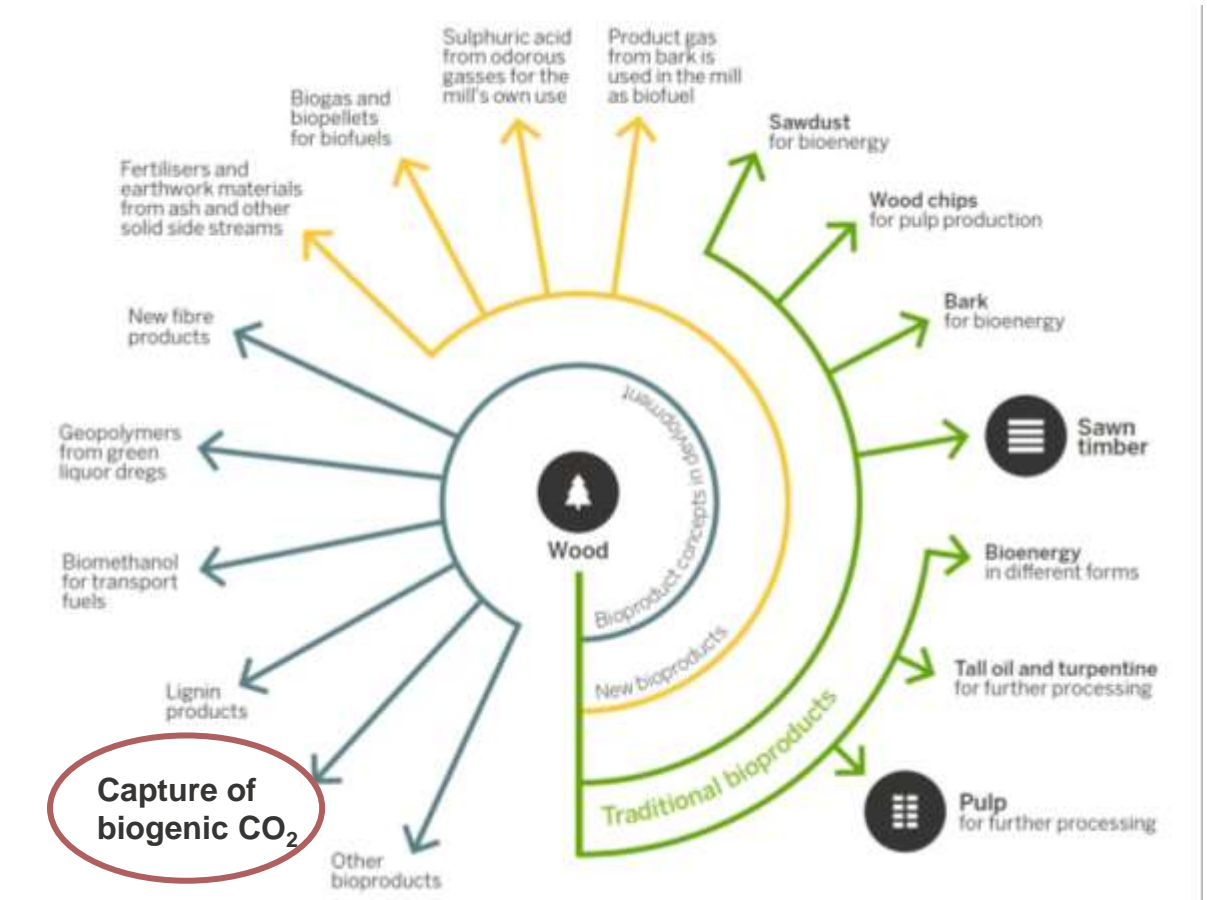 Sulphuric acid
from odorous
gasses for the
mill's own use
Product gas
from bark is
used in the mill
as biofuel
Biogas and
biopellets
for biofuels
Sawdust
for bioenergy
Fertilisers and
earthwork materials
from ash and other
solid side streams
Wood chips
for pulp production
New fibre
products
Bark
for bioenergy
Geopolymers
from green
liquor dregs
Sawn
timber
Wood
Bioproduct concepts in devlopment
New bioproducts
Traditional bioproducts
Biomethanol
for transport
fuels
Bioenergy
in different forms
Lignin
products
Tall oil and turpentine
for further processing
Capture of
biogenic CO₂
Pulp
for further processing
Other
bioproducts